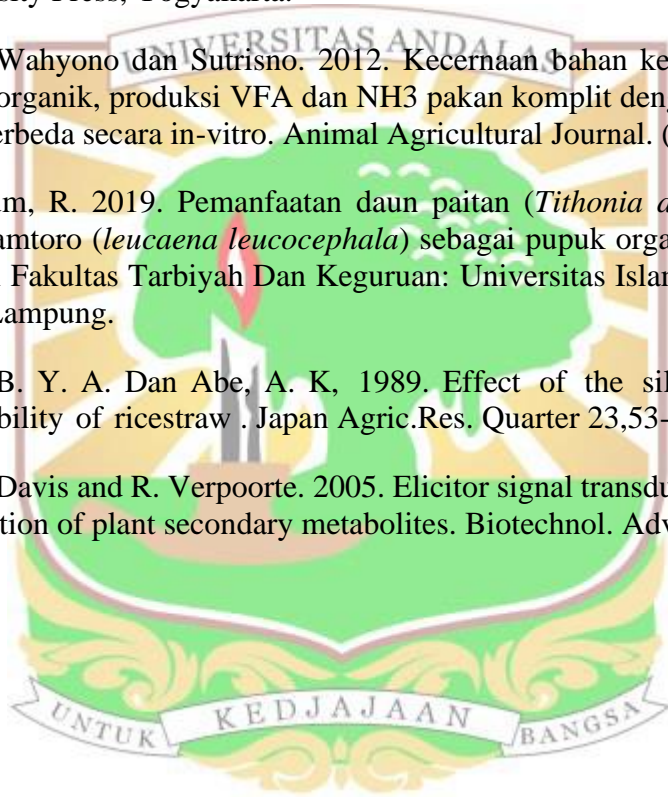 sity Press, Yogyakarta.
UNIVERSITAS ANDALAS
Wahyono dan Sutrisno. 2012. Kecernaan bahan ke
organik, produksi VFA dan NH3 pakan komplit deng
erbeda secara in-vitro. Animal Agricultural Journal. (
m, R. 2019. Pemanfaatan daun paitan (Tithonia d
amtoro (leucaena leucocephala) sebagai pupuk orga
Fakultas Tarbiyah Dan Keguruan: Universitas Islam
Lampung.
B. Y. A. Dan Abe, A. K, 1989. Effect of the sil
bility of ricestraw . Japan Agric.Res. Quarter 23,53-
Davis and R. Verpoorte. 2005. Elicitor signal transdu
tion of plant secondary metabolites. Biotechnol. Adv
UNTUK KEDJAJAAN BANGSA